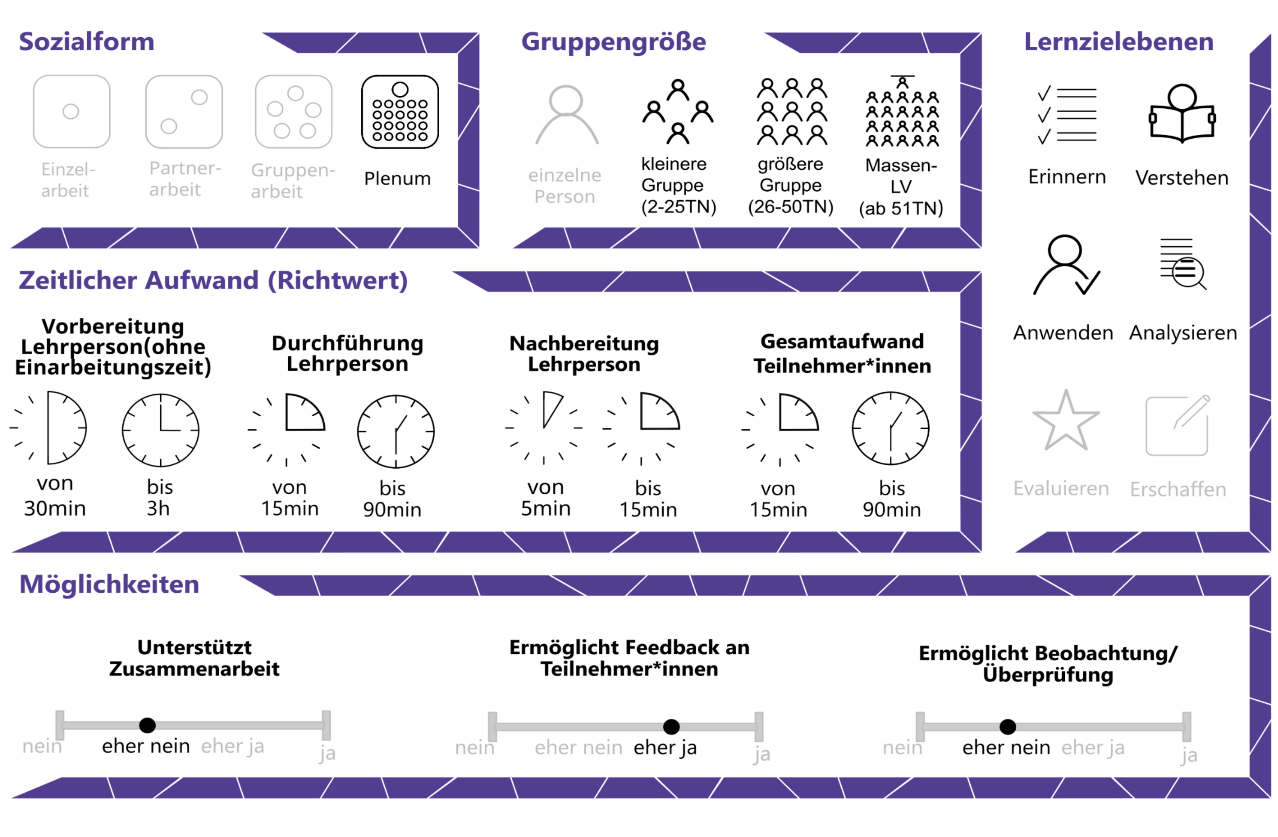 Sozialform
Einzel-
arbeit
Partner-
arbeit
Gruppen-
arbeit
Plenum
Gruppengröße
einzelne
Person
kleinere
Gruppe
(2-25TN)
größere
Gruppe
(26-50TN)
Massen-
LV
(ab 51TN)
Lernzielebenen
Erinnern
Verstehen
Anwenden
Analysieren
Evaluieren
Erschaffen
Zeitlicher Aufwand (Richtwert)
Vorbereitung
Lehrperson(ohne
Einarbeitungszeit)
von
30min
bis
3h
Durchführung
Lehrperson
von
15min
bis
90min
Nachbereitung
Lehrperson
von
5min
bis
15min
Gesamtaufwand
Teilnehmer*innen
von
15min
bis
90min
Möglichkeiten
Unterstützt
Zusammenarbeit
nein eher nein eher ja ja
Ermöglicht Feedback an
Teilnehmer*innen
nein eher nein eher ja ja
Ermöglicht Beobachtung/
Überprüfung
nein eher nein eher ja ja